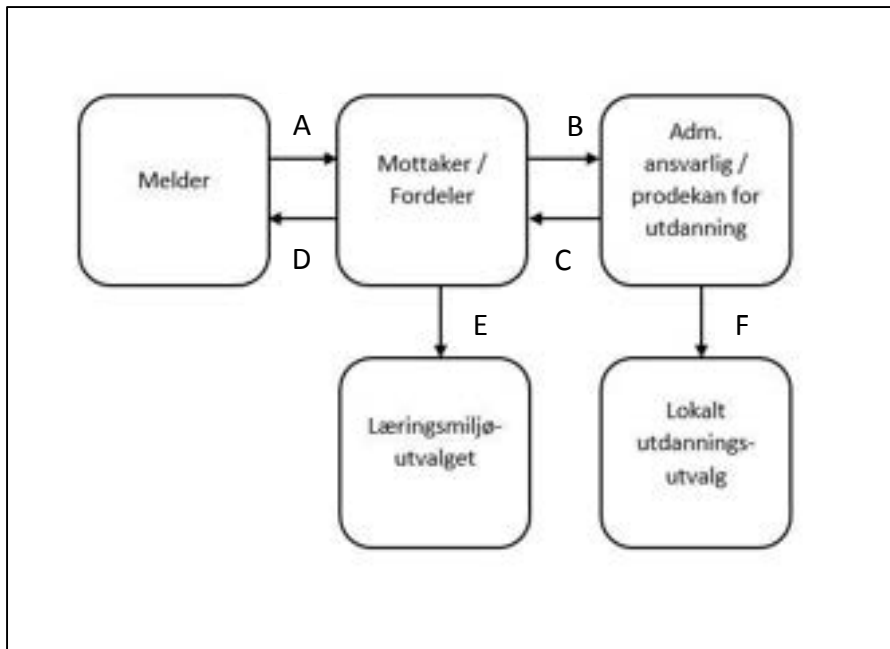 Melder
A
Mottaker /
Fordeler
B
Adm.
ansvarlig /
prodekan for
utdanning
D
C
E
F
Læringsmiljø-
utvalget
Lokalt
utdannings-
utvalg